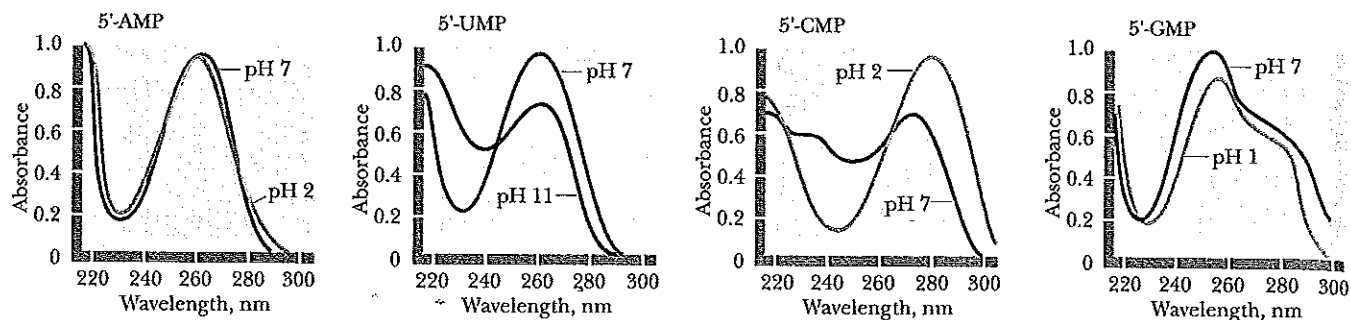 5'-AMP
1.0
0.8
0.6
0.4
0.2
0
Absorbance
pH 7
pH 2
220 240 260 280 300
Wavelength, nm
5'-UMP
1.0
0.8
0.6
0.4
0.2
0
Absorbance
pH 7
pH 11
220 240 260 280 300
Wavelength, nm
5'-CMP
1.0
0.8
0.6
0.4
0.2
0
Absorbance
pH 2
pH 7
220 240 260 280 300
Wavelength, nm
5'-GMP
1.0
0.8
0.6
0.4
0.2
0
Absorbance
pH 7
pH 1
220 240 260 280 300
Wavelength, nm